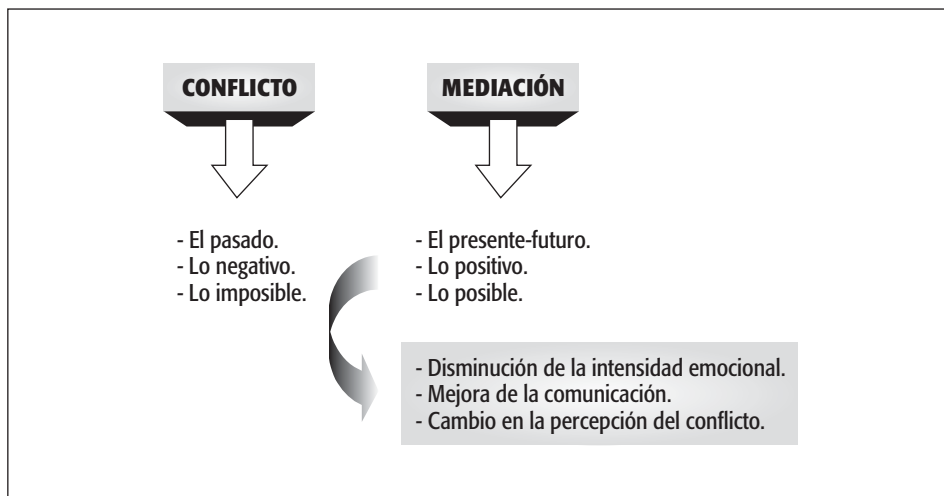 CONFLICTO
MEDIACIÓN
- El pasado.
- Lo negativo.
- Lo imposible.
- El presente-futuro.
- Lo positivo.
- Lo posible.
- Disminución de la intensidad emocional.
- Mejora de la comunicación.
- Cambio en la percepción del conflicto.